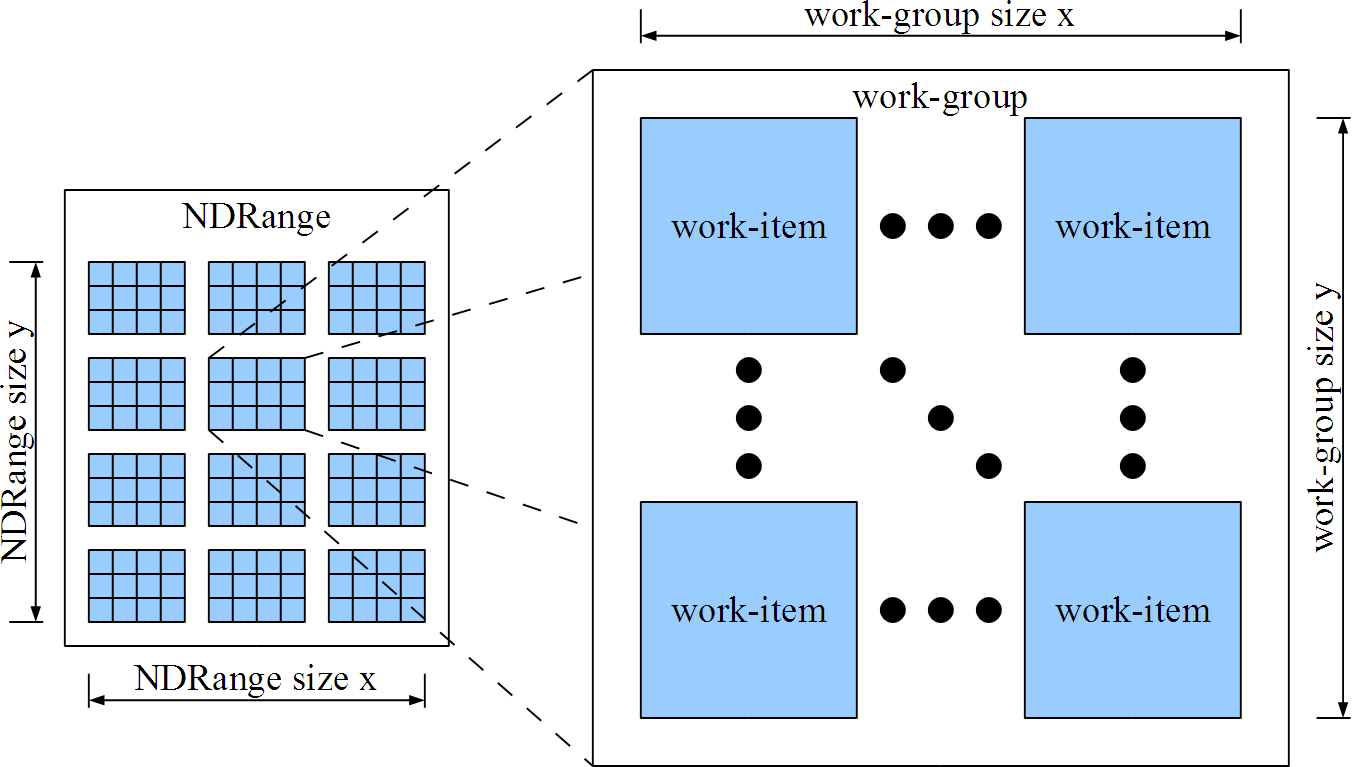 work-group size x
work-group
NDRange
work-item
work-item
NDRange size y
work-group size y
work-item
work-item
NDRange size x